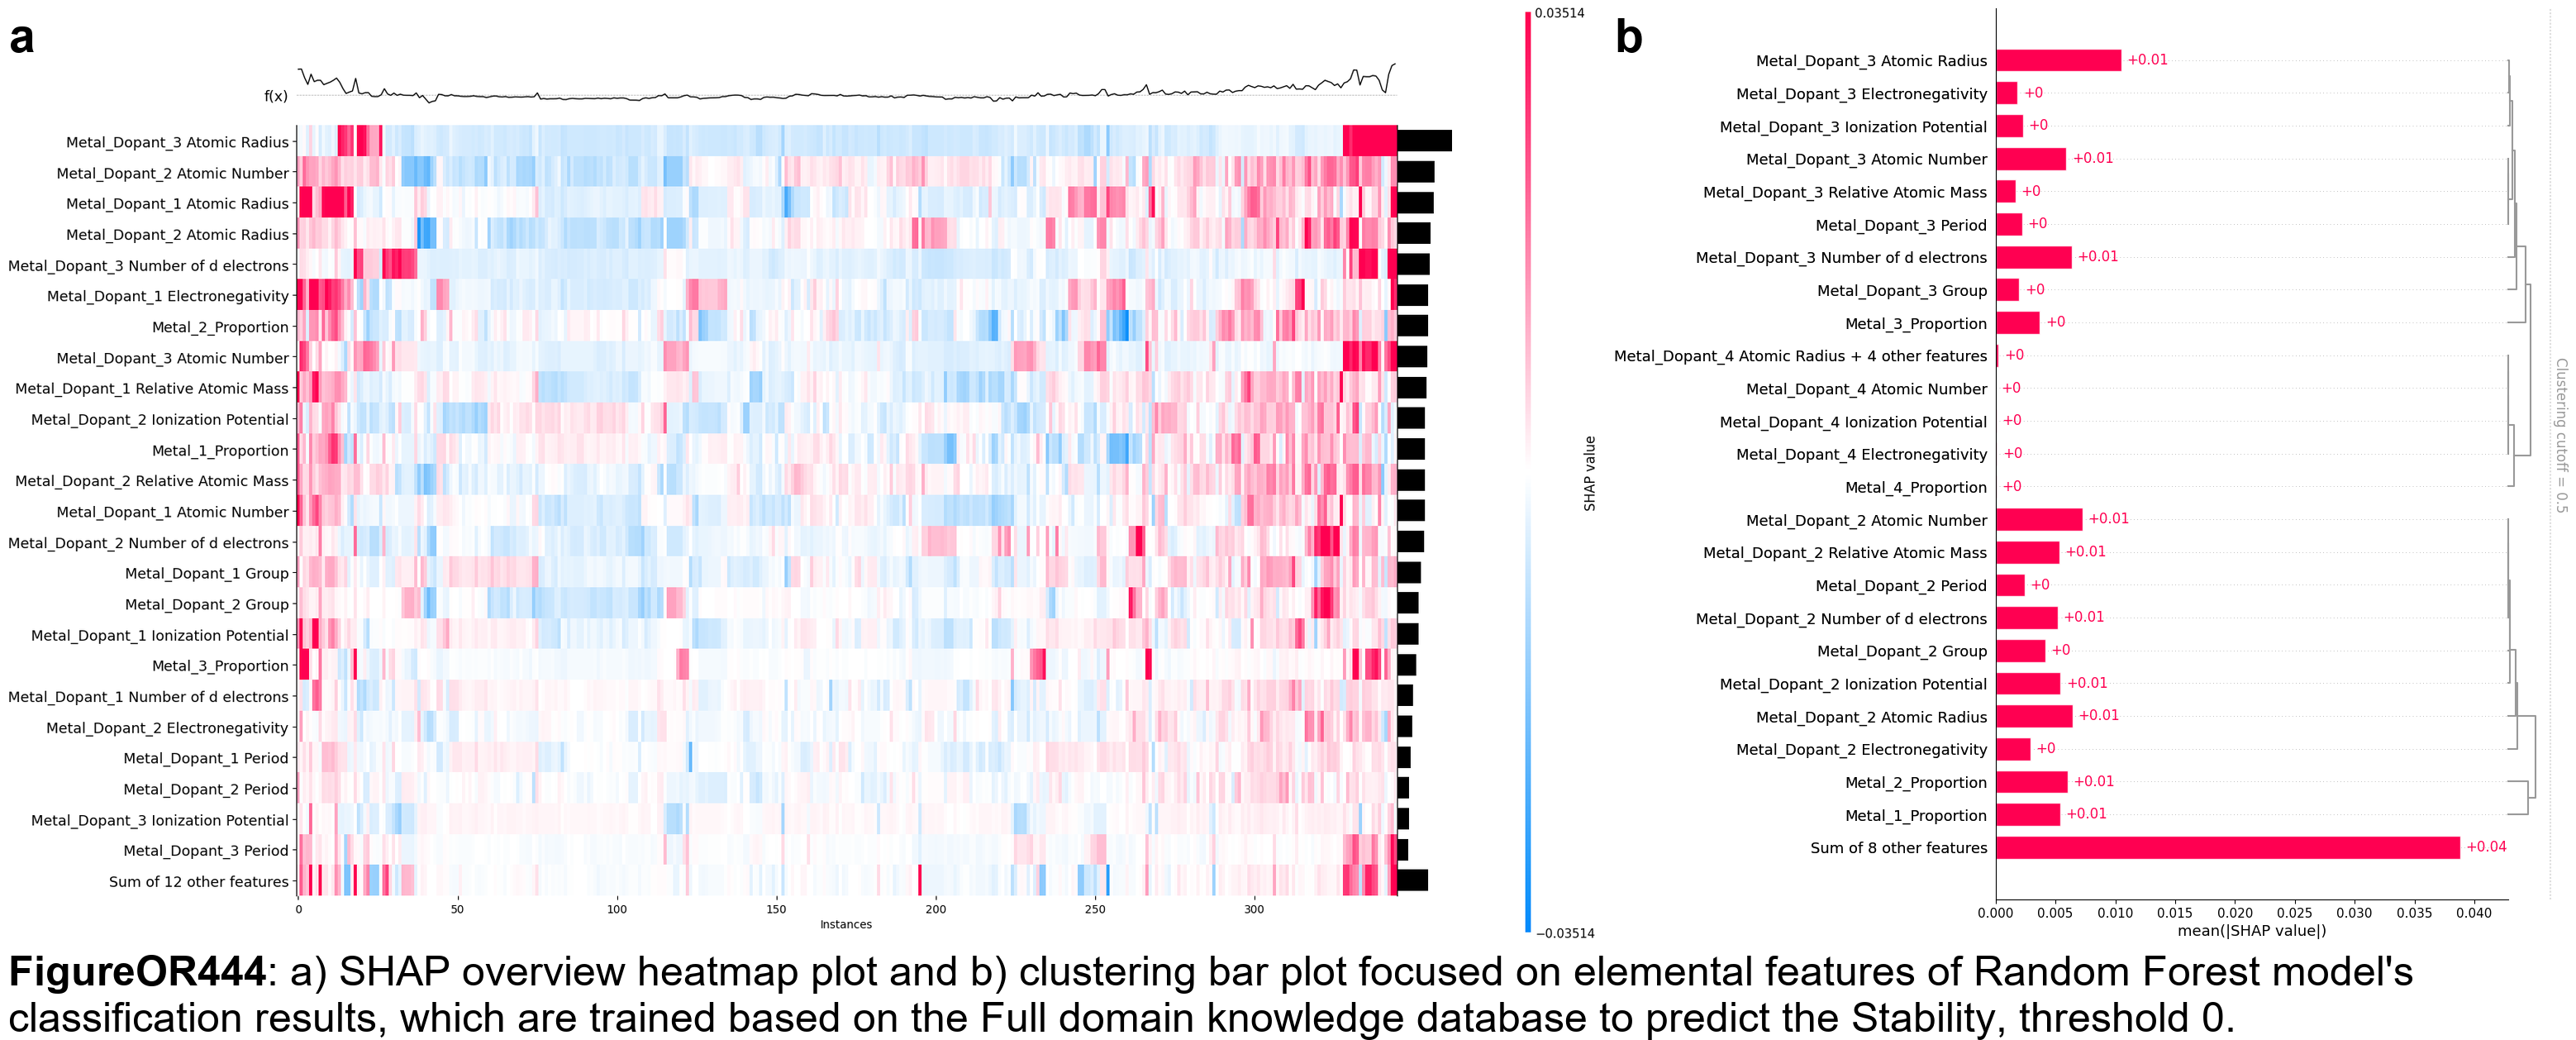 a
f(x)
Metal_Dopant_3 Atomic Radius
Metal_Dopant_2 Atomic Number
Metal_Dopant_1 Atomic Radius
Metal_Dopant_2 Atomic Radius
Metal_Dopant_3 Number of d electrons
Metal_Dopant_1 Electronegativity
Metal_2_Proportion
Metal_Dopant_3 Atomic Number
Metal_Dopant_1 Relative Atomic Mass
Metal_Dopant_2 Ionization Potential
Metal_1_Proportion
Metal_Dopant_2 Relative Atomic Mass
Metal_Dopant_1 Atomic Number
Metal_Dopant_2 Number of d electrons
Metal_Dopant_1 Group
Metal_Dopant_2 Group
Metal_Dopant_1 Ionization Potential
Metal_3_Proportion
Metal_Dopant_1 Number of d electrons
Metal_Dopant_2 Electronegativity
Metal_Dopant_1 Period
Metal_Dopant_2 Period
Metal_Dopant_3 Ionization Potential
Metal_Dopant_3 Period
Sum of 12 other features
0 50 100 150 200 250 300
Instances
0.03514
SHAP value
−0.03514
b
Metal_Dopant_3 Atomic Radius +0.01
Metal_Dopant_3 Electronegativity +0
Metal_Dopant_3 Ionization Potential +0
Metal_Dopant_3 Atomic Number +0.01
Metal_Dopant_3 Relative Atomic Mass +0
Metal_Dopant_3 Period +0
Metal_Dopant_3 Number of d electrons +0.01
Metal_Dopant_3 Group +0
Metal_3_Proportion +0
Metal_Dopant_4 Atomic Radius + 4 other features +0
Metal_Dopant_4 Atomic Number +0
Metal_Dopant_4 Ionization Potential +0
Metal_Dopant_4 Electronegativity +0
Metal_4_Proportion +0
Metal_Dopant_2 Atomic Number +0.01
Metal_Dopant_2 Relative Atomic Mass +0.01
Metal_Dopant_2 Period +0
Metal_Dopant_2 Number of d electrons +0.01
Metal_Dopant_2 Group +0
Metal_Dopant_2 Ionization Potential +0.01
Metal_Dopant_2 Atomic Radius +0.01
Metal_Dopant_2 Electronegativity +0
Metal_2_Proportion +0.01
Metal_1_Proportion +0.01
Sum of 8 other features +0.04
0.000 0.005 0.010 0.015 0.020 0.025 0.030 0.035 0.040
mean(|SHAP value|)
Clustering cutoff = 0.5
FigureOR444: a) SHAP overview heatmap plot and b) clustering bar plot focused on elemental features of Random Forest model's
classification results, which are trained based on the Full domain knowledge database to predict the Stability, threshold 0.